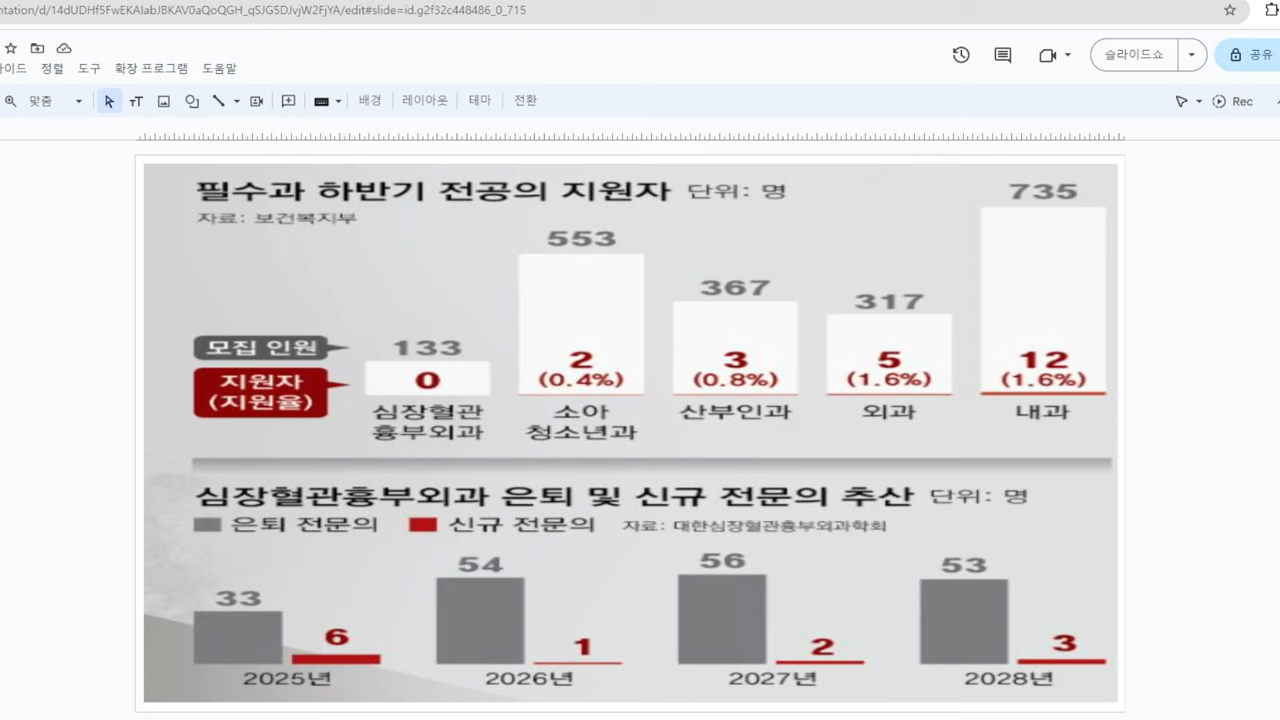 ntation/d/14dUDHf5FwEKAIabJBKAV0aQoQGH_qSJG5DJvjW2FjYA/edit#slide=id.g2f32c448486_0_715
슬라이드쇼
공유
라이드 정렬 도구 확장 프로그램 도움말
맞춤 배경 레이아웃 테마 전환 Rec
필수과 하반기 전공의 지원자 단위: 명
자료: 보건복지부
모집 인원
지원자
(지원율)
133
0
심장혈관
흉부외과
553
2
(0.4%)
소아
청소년과
367
3
(0.8%)
산부인과
317
5
(1.6%)
외과
735
12
(1.6%)
내과
심장혈관흉부외과 은퇴 및 신규 전문의 추산 단위: 명
은퇴 전문의 신규 전문의 자료: 대한심장혈관흉부외과학회
33
6
2025년
54
1
2026년
56
2
2027년
53
3
2028년